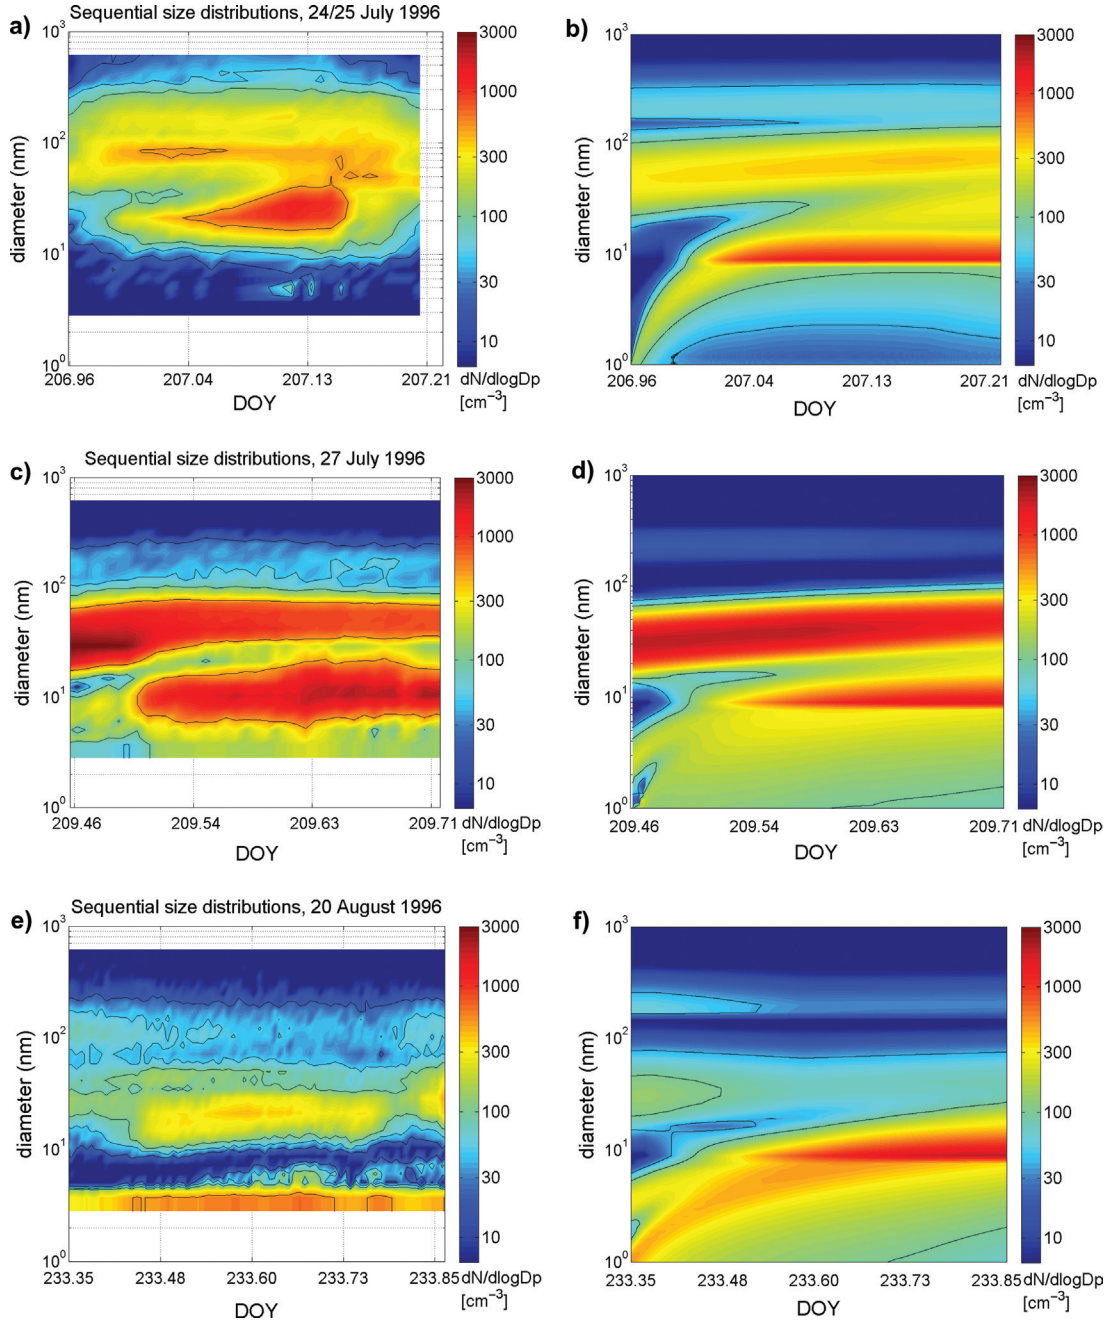 Sequential size distributions, 24/25 July 1996
a)
b)
10³
10²
10¹
10⁰
diameter (nm)
206.96
207.04
207.13
207.21
DOY
3000
1000
300
100
30
10
dN/dlogDp
[cm⁻³]
10³
10²
10¹
10⁰
diameter (nm)
206.96
207.04
207.13
207.21
DOY
3000
1000
300
100
30
10
dN/dlogDp
[cm⁻³]
Sequential size distributions, 27 July 1996
c)
d)
10³
10²
10¹
10⁰
diameter (nm)
209.46
209.54
209.63
209.71
DOY
3000
1000
300
100
30
10
dN/dlogDp
[cm⁻³]
10³
10²
10¹
10⁰
diameter (nm)
209.46
209.54
209.63
209.71
DOY
3000
1000
300
100
30
10
dN/dlogDp
[cm⁻³]
Sequential size distributions, 20 August 1996
e)
f)
10³
10²
10¹
10⁰
diameter (nm)
233.35
233.48
233.60
233.73
233.85
DOY
3000
1000
300
100
30
10
dN/dlogDp
[cm⁻³]
10³
10²
10¹
10⁰
diameter (nm)
233.35
233.48
233.60
233.73
233.85
DOY
3000
1000
300
100
30
10
dN/dlogDp
[cm⁻³]